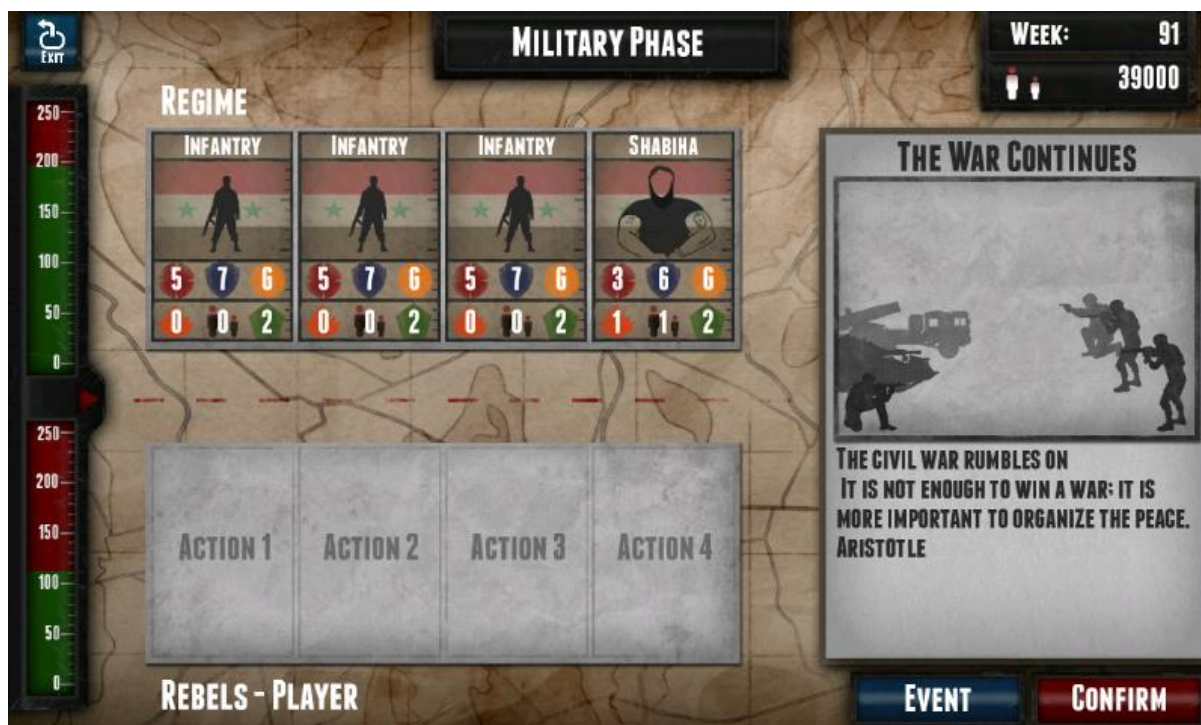 Exit
Military Phase
Week: 91
39000
Regime
Infantry
Infantry
Infantry
Shabiha
5 7 6
5 7 6
5 7 6
3 6 6
0 0 2
0 0 2
0 0 2
1 1 2
250
200
150
100
50
0
250
200
150
100
50
0
Action 1
Action 2
Action 3
Action 4
Rebels - Player
The War Continues
The civil war rumbles on
It is not enough to win a war; it is
more important to organize the peace.
Aristotle
Event
Confirm